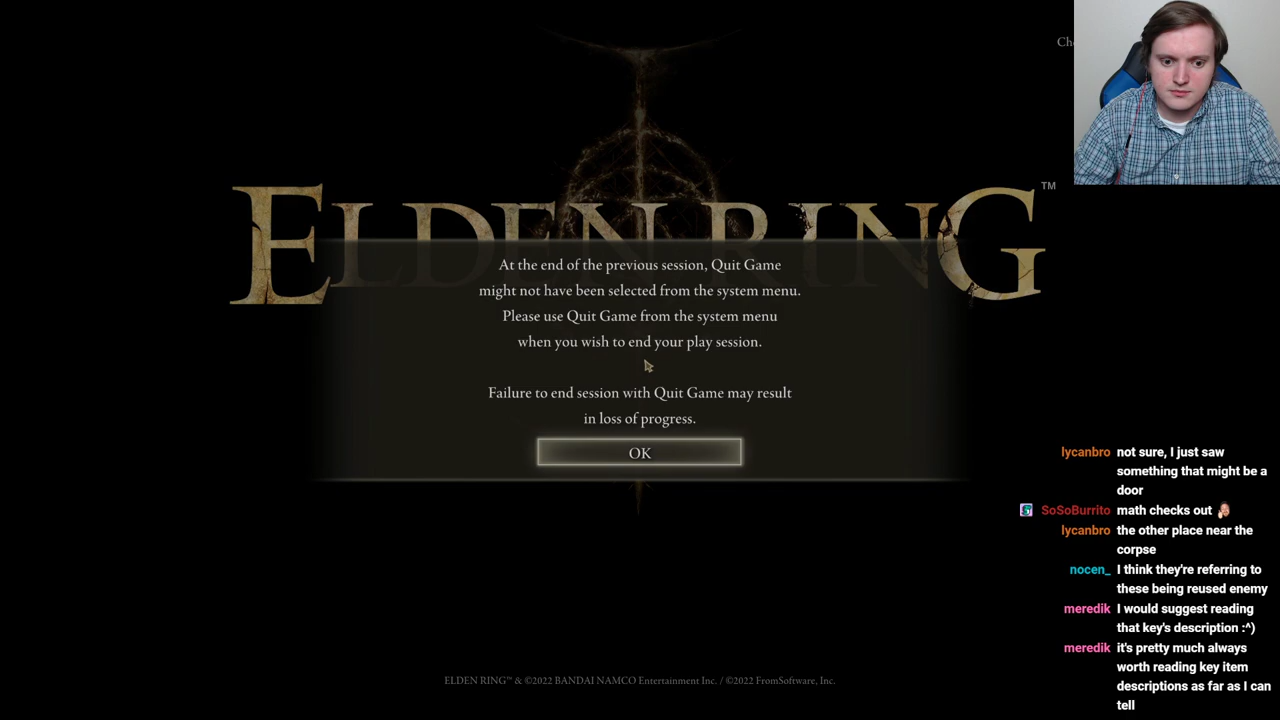 Che
ELDEN RING™
At the end of the previous session, Quit Game
might not have been selected from the system menu.
Please use Quit Game from the system menu
when you wish to end your play session.
Failure to end session with Quit Game may result
in loss of progress.
OK
lycanbro not sure, I just saw
something that might be a
door
SoSoBurrito math checks out
lycanbro the other place near the
corpse
nocen_ I think they're referring to
these being reused enemy
meredik I would suggest reading
that key's description :^)
meredik it's pretty much always
worth reading key item
descriptions as far as I can
tell
ELDEN RING™ & ©2022 BANDAI NAMCO Entertainment Inc. / ©2022 FromSoftware, Inc.